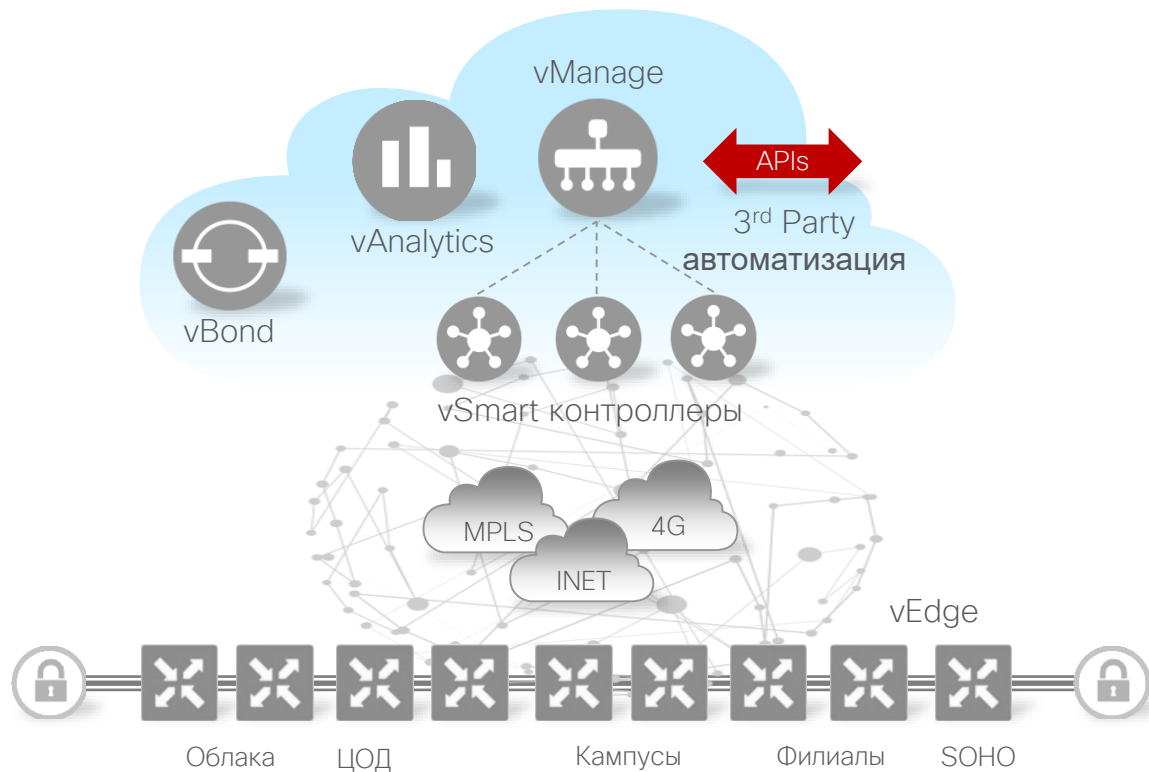 vManage
APIs
vAnalytics
3rd Party
автоматизация
vBond
vSmart контроллеры
MPLS
4G
INET
vEdge
Облака
ЦОД
Кампусы
Филиалы
SOHO